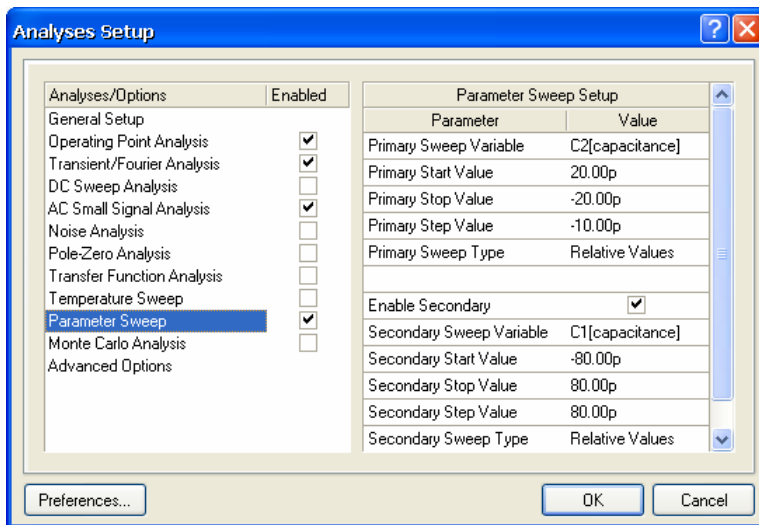 Analyses Setup
Analyses/Options Enabled
General Setup
Operating Point Analysis
Transient/Fourier Analysis
DC Sweep Analysis
AC Small Signal Analysis
Noise Analysis
Pole-Zero Analysis
Transfer Function Analysis
Temperature Sweep
Parameter Sweep
Monte Carlo Analysis
Advanced Options
Parameter Sweep Setup
Parameter Value
Primary Sweep Variable C2[capacitance]
Primary Start Value 20.00p
Primary Stop Value -20.00p
Primary Step Value -10.00p
Primary Sweep Type Relative Values
Enable Secondary
Secondary Sweep Variable C1[capacitance]
Secondary Start Value -80.00p
Secondary Stop Value 80.00p
Secondary Step Value 80.00p
Secondary Sweep Type Relative Values
Preferences... OK Cancel